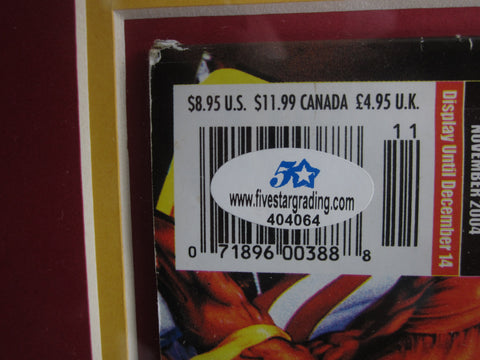 $8.95 U.S. $11.99 CANADA £4.95 U.K.
11
5
www.fivestargrading.com
404064
0 71896 00388 8
Display Until December 14
NOVEMBER 2004